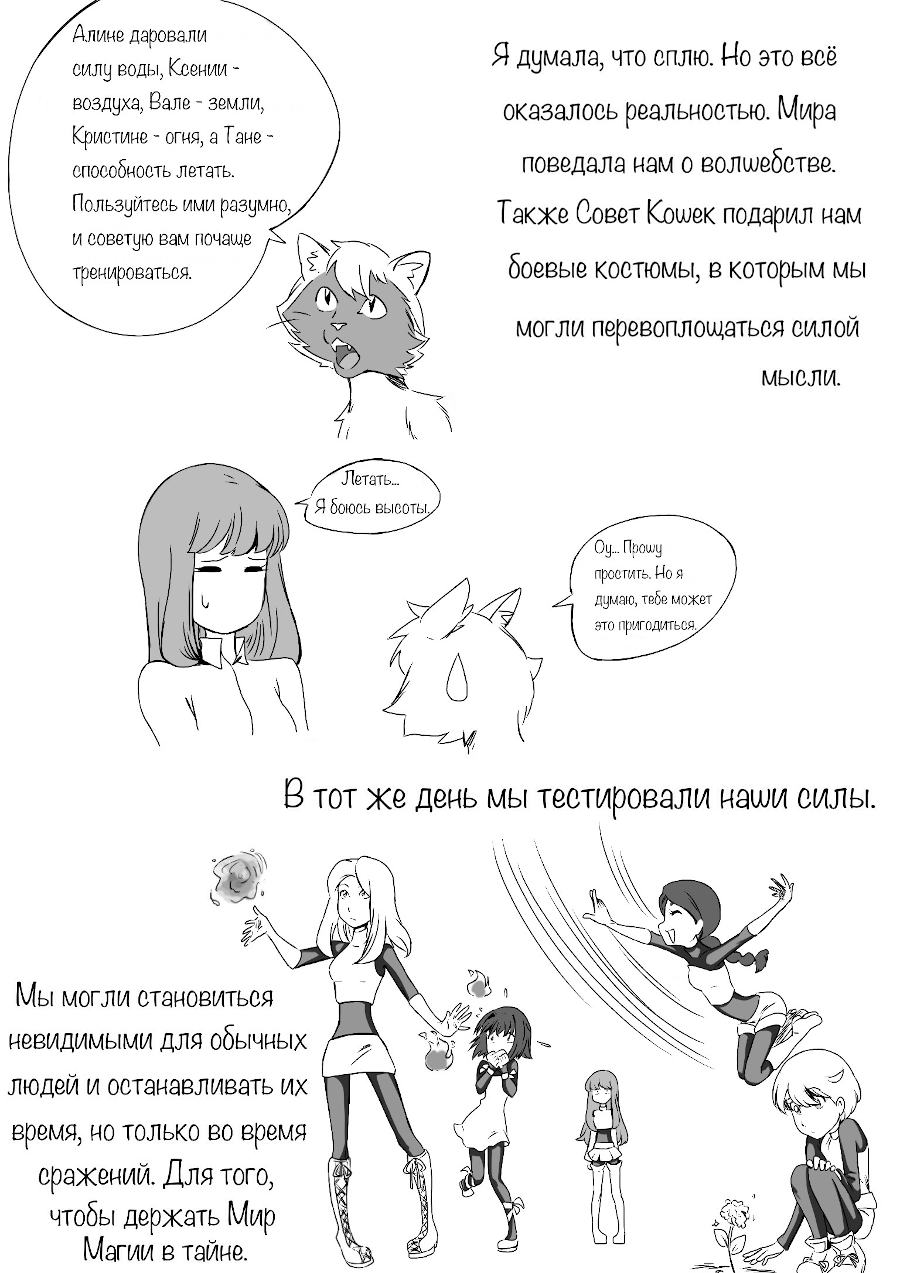 Алине даровали
силу воды, Ксении -
воздуха, Вале - земли,
Кристине - огня, а Тане -
способность летать.
Пользуйтесь ими разумно,
и советую вам почаще
тренироваться.
Я думала, что сплю. Но это всё
оказалось реальностью. Мира
поведала нам о волшебстве.
Также Совет Кошек подарил нам
боевые костюмы, в которым мы
могли перевоплощаться силой
мысли.
Летать...
Я боюсь высоты.
Оу... Прошу
простить. Но я
думаю, тебе может
это пригодиться.
В тот же день мы тестировали наши силы.
Мы могли становиться
невидимыми для обычных
людей и останавливать их
время, но только во время
сражений. Для того,
чтобы держать Мир
Магии в тайне.